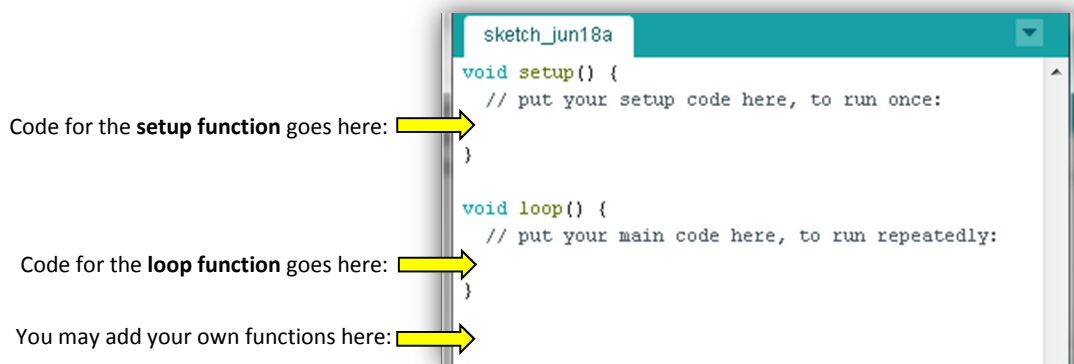 sketch_jun18a
void setup() {
// put your setup code here, to run once:
Code for the setup function goes here:
}
void loop() {
// put your main code here, to run repeatedly:
Code for the loop function goes here:
}
You may add your own functions here: